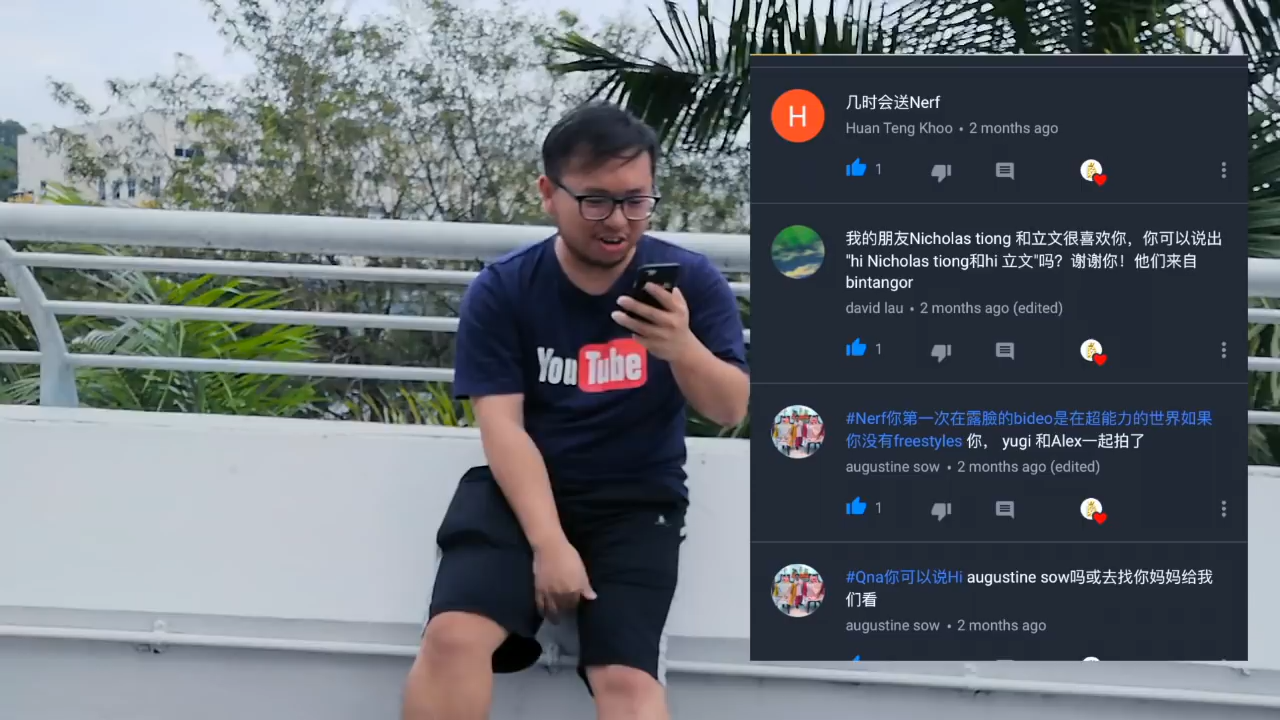 YouTube
几时会送Nerf
Huan Teng Khoo • 2 months ago
1
我的朋友Nicholas tiong 和立文很喜欢你，你可以说出
"hi Nicholas tiong和hi 立文"吗？谢谢你！他们来自
bintangor
david lau • 2 months ago (edited)
1
#Nerf你第一次在露臉的bideo是在超能力的世界如果
你没有freestyles 你， yugi 和Alex一起拍了
augustine sow • 2 months ago (edited)
1
#Qna你可以说Hi augustine sow吗或去找你妈妈给我
们看
augustine sow • 2 months ago
H